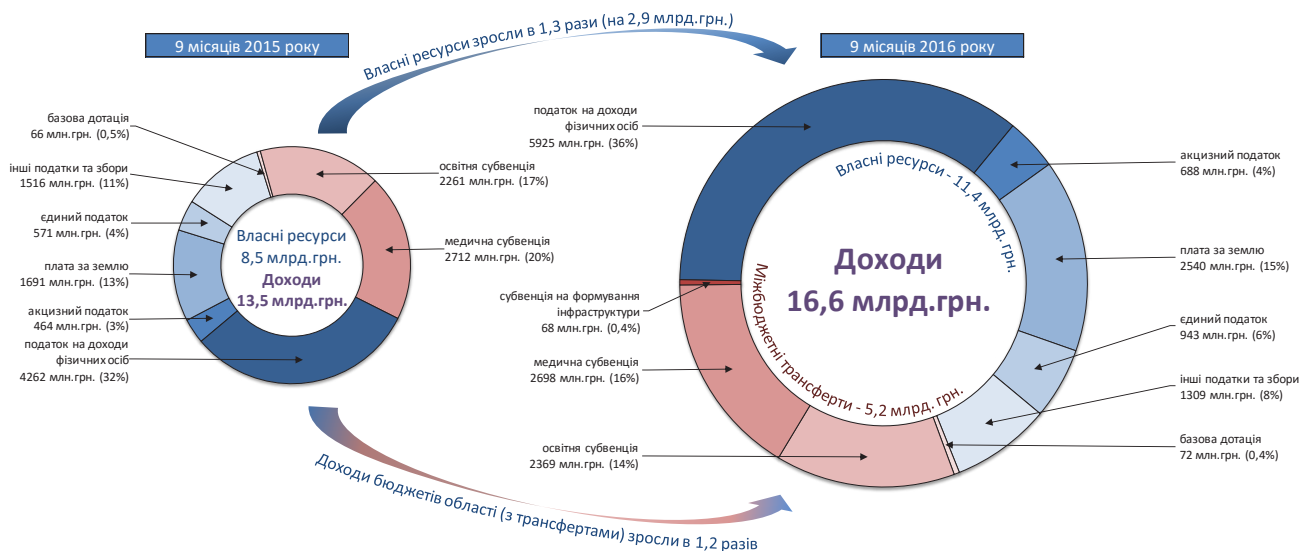 Власні ресурси зросли в 1,3 рази (на 2,9 млрд.грн.)
9 місяців 2015 року
9 місяців 2016 року
базова дотація
66 млн.грн. (0,5%)
інші податки та збори
1516 млн.грн. (11%)
єдиний податок
571 млн.грн. (4%)
плата за землю
1691 млн.грн. (13%)
акцизний податок
464 млн.грн. (3%)
податок на доходи
фізичних осіб
4262 млн.грн. (32%)
освітня субвенція
2261 млн.грн. (17%)
медична субвенція
2712 млн.грн. (20%)
Власні ресурси
8,5 млрд.грн.
Доходи
13,5 млрд.грн.
податок на доходи
фізичних осіб
5925 млн.грн. (36%)
субвенція на формування
інфраструктури
68 млн.грн. (0,4%)
медична субвенція
2698 млн.грн. (16%)
освітня субвенція
2369 млн.грн. (14%)
Власні ресурси - 11,4 млрд. грн.
Доходи
16,6 млрд.грн.
Міжбюджетні трансферти - 5,2 млрд. грн.
акцизний податок
688 млн.грн. (4%)
плата за землю
2540 млн.грн. (15%)
єдиний податок
943 млн.грн. (6%)
інші податки та збори
1309 млн.грн. (8%)
базова дотація
72 млн.грн. (0,4%)
Доходи бюджетів області (з трансфертами) зросли в 1,2 разів